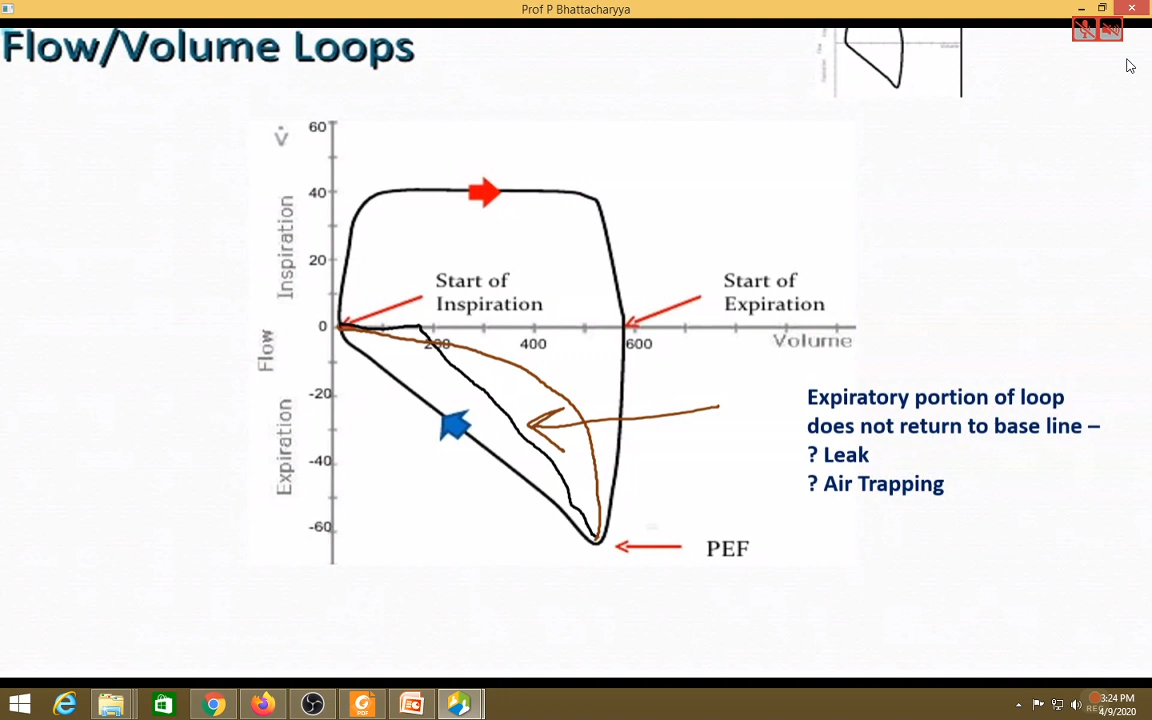 Prof P Bhattacharyya
Flow/Volume Loops
V̇
60
40
20
0
-20
-40
-60
Inspiration
Flow
Expiration
Start of
Inspiration
Start of
Expiration
200
400
600
Volume
PEF
Expiratory portion of loop
does not return to base line –
? Leak
? Air Trapping
PDF
REC
3:24 PM
4/9/2020